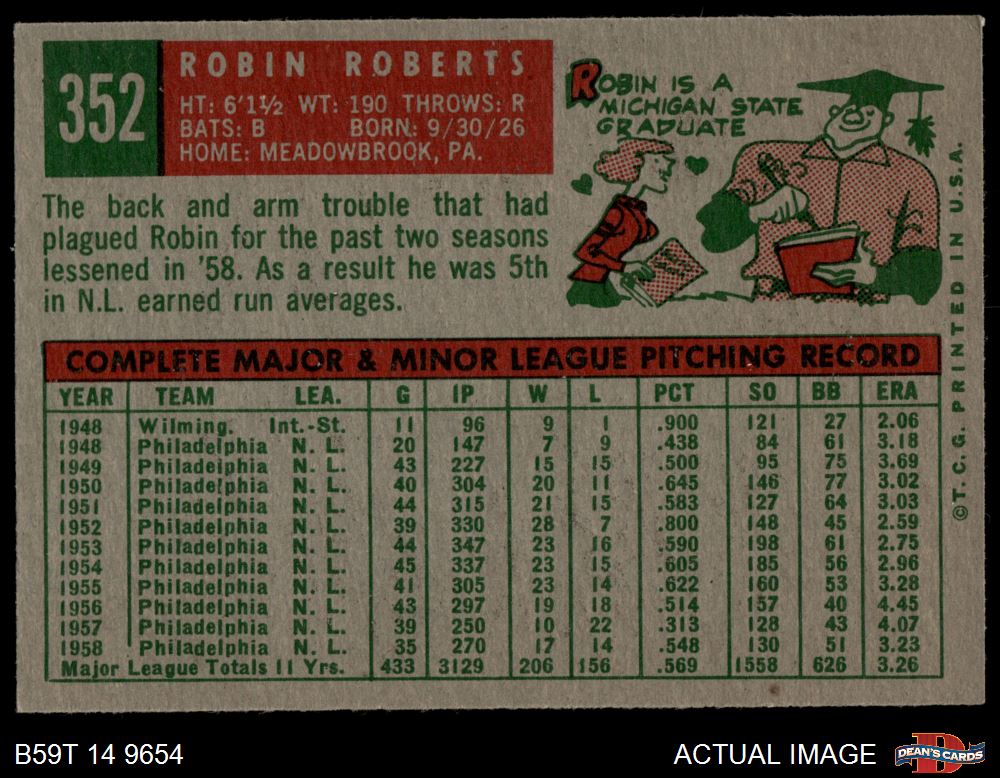 352
ROBIN ROBERTS
HT: 6'1½ WT: 190 THROWS: R
BATS: B BORN: 9/30/26
HOME: MEADOWBROOK, PA.
ROBIN IS A
MICHIGAN STATE
GRADUATE
The back and arm trouble that had
plagued Robin for the past two seasons
lessened in '58. As a result he was 5th
in N.L. earned run averages.
COMPLETE MAJOR & MINOR LEAGUE PITCHING RECORD
YEAR TEAM LEA. G IP W L PCT SO BB ERA
1948 Wilming. Int.-St. 11 96 9 1 .900 121 27 2.06
1948 Philadelphia N. L. 20 147 7 9 .438 84 61 3.18
1949 Philadelphia N. L. 43 227 15 15 .500 95 75 3.69
1950 Philadelphia N. L. 40 304 20 11 .645 146 77 3.02
1951 Philadelphia N. L. 44 315 21 15 .583 127 64 3.03
1952 Philadelphia N. L. 39 330 28 7 .800 148 45 2.59
1953 Philadelphia N. L. 44 347 23 16 .590 198 61 2.75
1954 Philadelphia N. L. 45 337 23 15 .605 185 56 2.96
1955 Philadelphia N. L. 41 305 23 14 .622 160 53 3.28
1956 Philadelphia N. L. 43 297 19 18 .514 157 40 4.45
1957 Philadelphia N. L. 39 250 10 22 .313 128 43 4.07
1958 Philadelphia N. L. 35 270 17 14 .548 130 51 3.23
Major League Totals 11 Yrs. 433 3129 206 156 .569 1558 626 3.26
©T. C. G. PRINTED IN U.S.A.
B59T 14 9654
ACTUAL IMAGE
DEAN'S CARDS